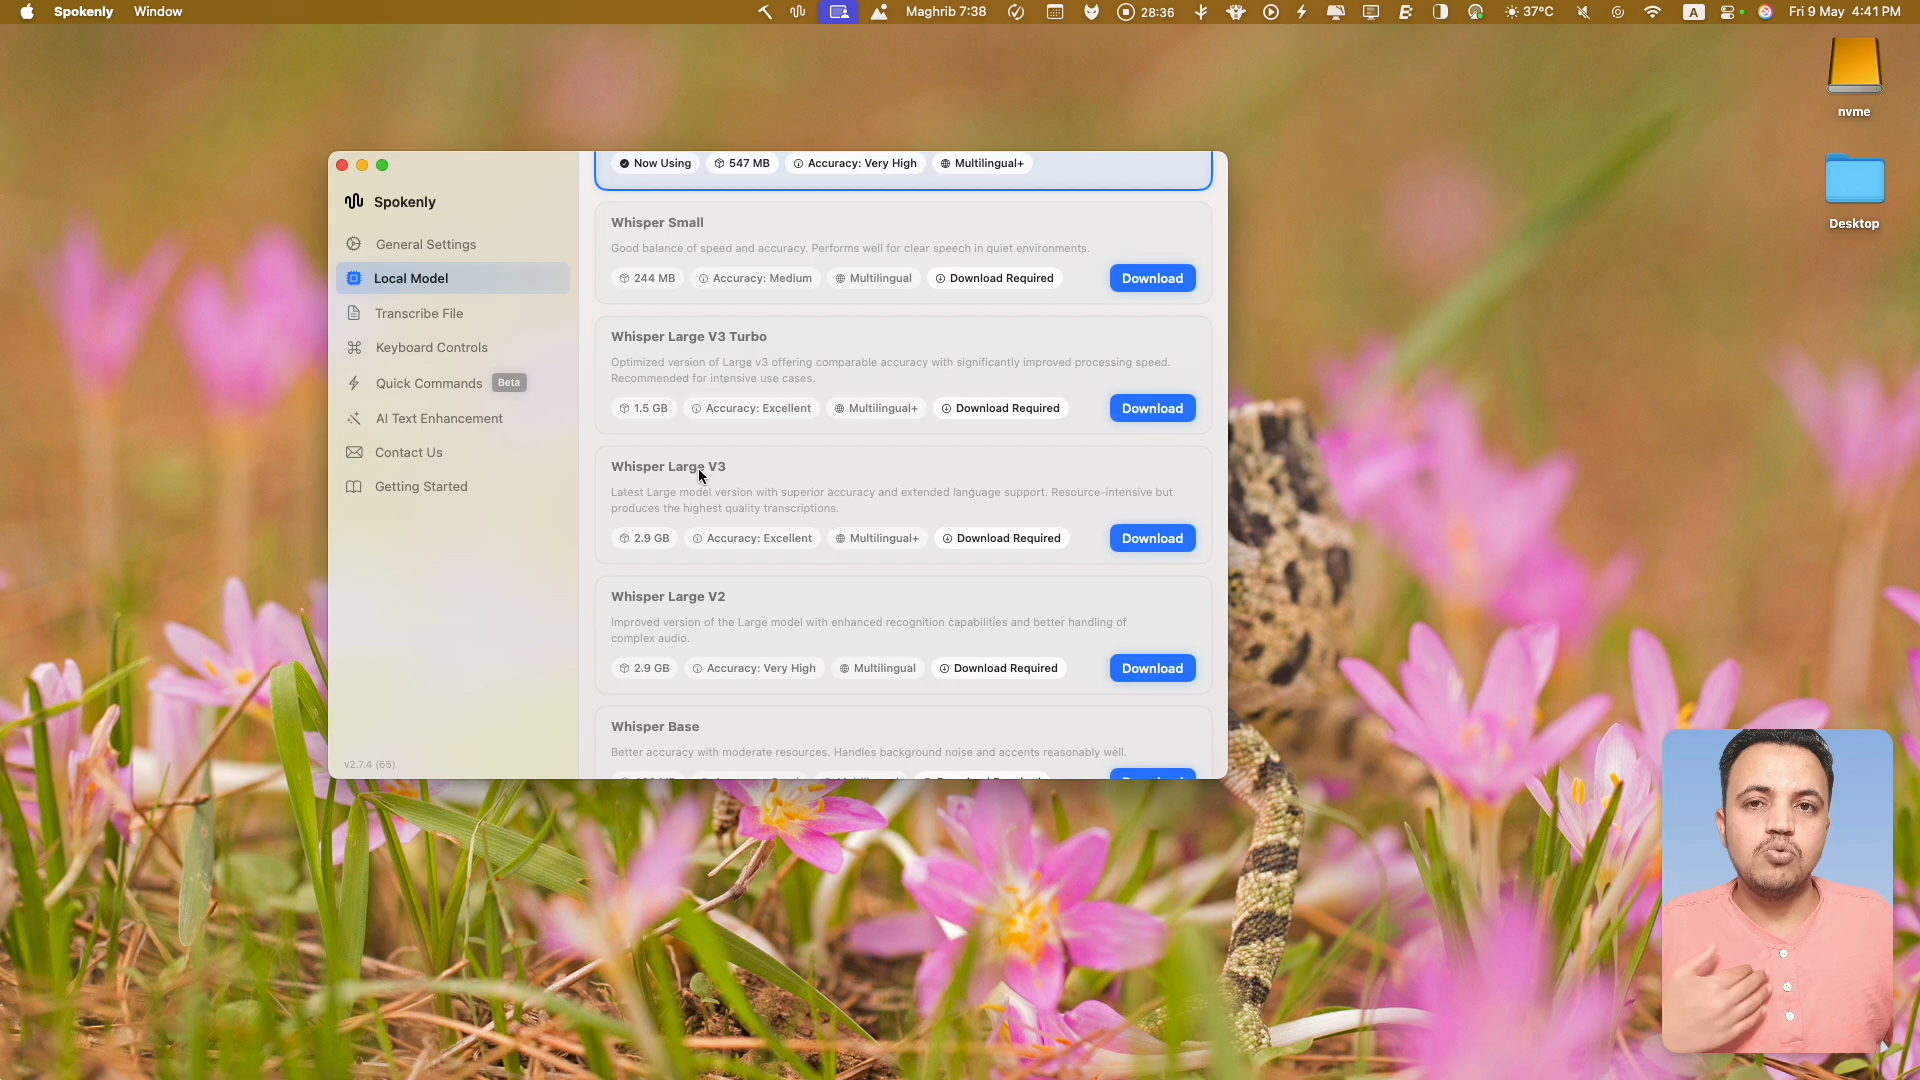 Spokenly
Window
Maghrib 7:38
28:36
37°C
A
Fri 9 May 4:41 PM
nvme
Desktop
Spokenly
General Settings
Local Model
Transcribe File
Keyboard Controls
Quick Commands Beta
AI Text Enhancement
Contact Us
Getting Started
v2.7.4 (65)
Now Using 547 MB Accuracy: Very High Multilingual+
Whisper Small
Good balance of speed and accuracy. Performs well for clear speech in quiet environments.
244 MB Accuracy: Medium Multilingual Download Required Download
Whisper Large V3 Turbo
Optimized version of Large v3 offering comparable accuracy with significantly improved processing speed.
Recommended for intensive use cases.
1.5 GB Accuracy: Excellent Multilingual+ Download Required Download
Whisper Large V3
Latest Large model version with superior accuracy and extended language support. Resource-intensive but
produces the highest quality transcriptions.
2.9 GB Accuracy: Excellent Multilingual+ Download Required Download
Whisper Large V2
Improved version of the Large model with enhanced recognition capabilities and better handling of
complex audio.
2.9 GB Accuracy: Very High Multilingual Download Required Download
Whisper Base
Better accuracy with moderate resources. Handles background noise and accents reasonably well.